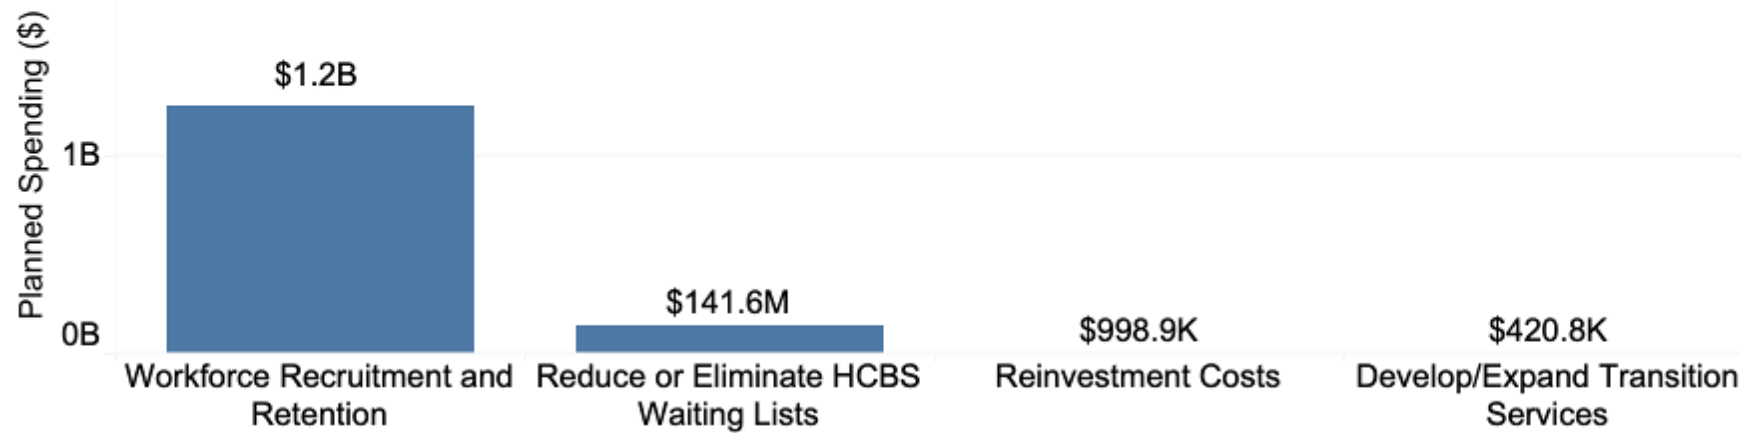 Planned Spending ($)
1B
0B
$1.2B
$141.6M
$998.9K
$420.8K
Workforce Recruitment and
Retention
Reduce or Eliminate HCBS
Waiting Lists
Reinvestment Costs
Develop/Expand Transition
Services